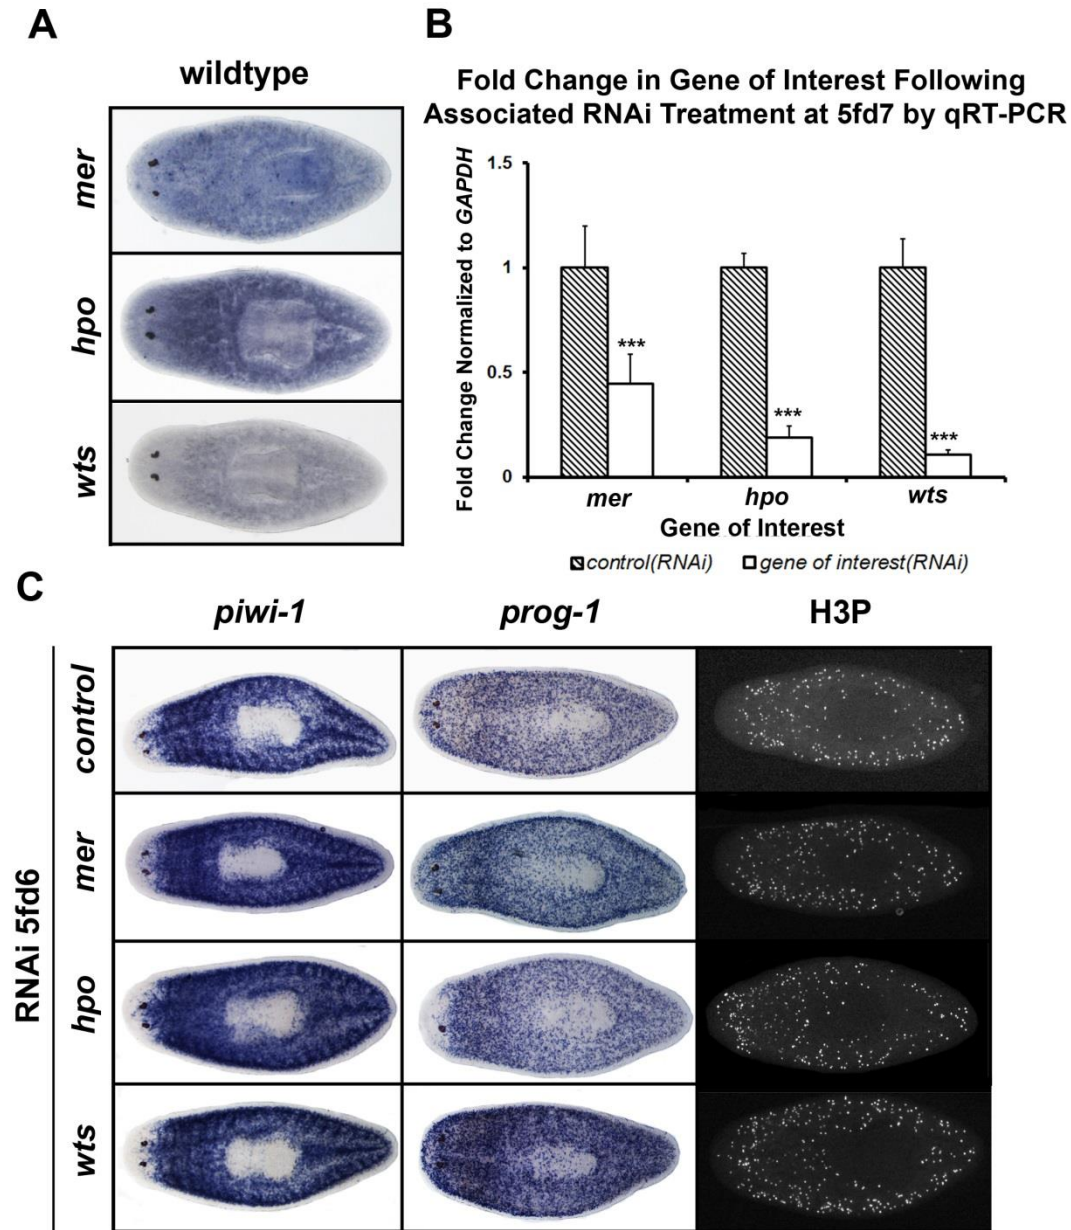 A
wildtype
mer
hpo
wts
B
Fold Change in Gene of Interest Following
Associated RNAi Treatment at 5fd7 by qRT-PCR
Fold Change Normalized to GAPDH
1.5
1
0.5
0
***
***
***
mer hpo wts
Gene of Interest
control(RNAi) gene of interest(RNAi)
C
piwi-1 prog-1 H3P
RNAi 5fd6
control
mer
hpo
wts